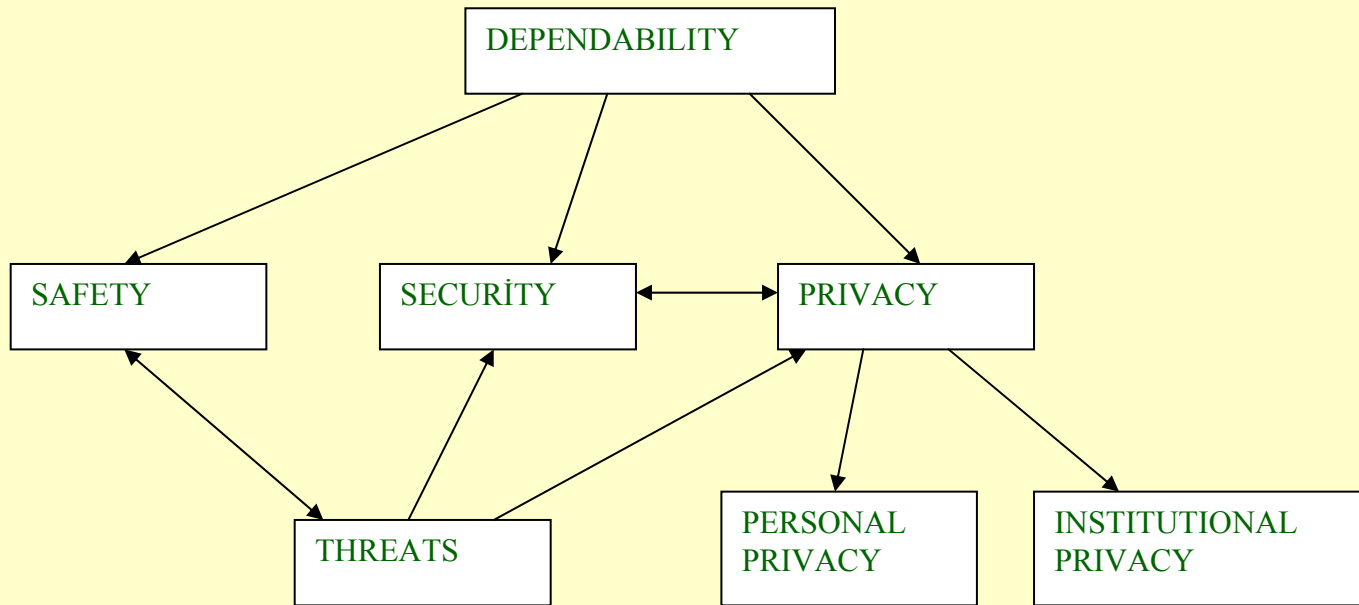 DEPENDABILITY
SAFETY
SECURİTY
PRIVACY
THREATS
PERSONAL
PRIVACY
INSTITUTIONAL
PRIVACY